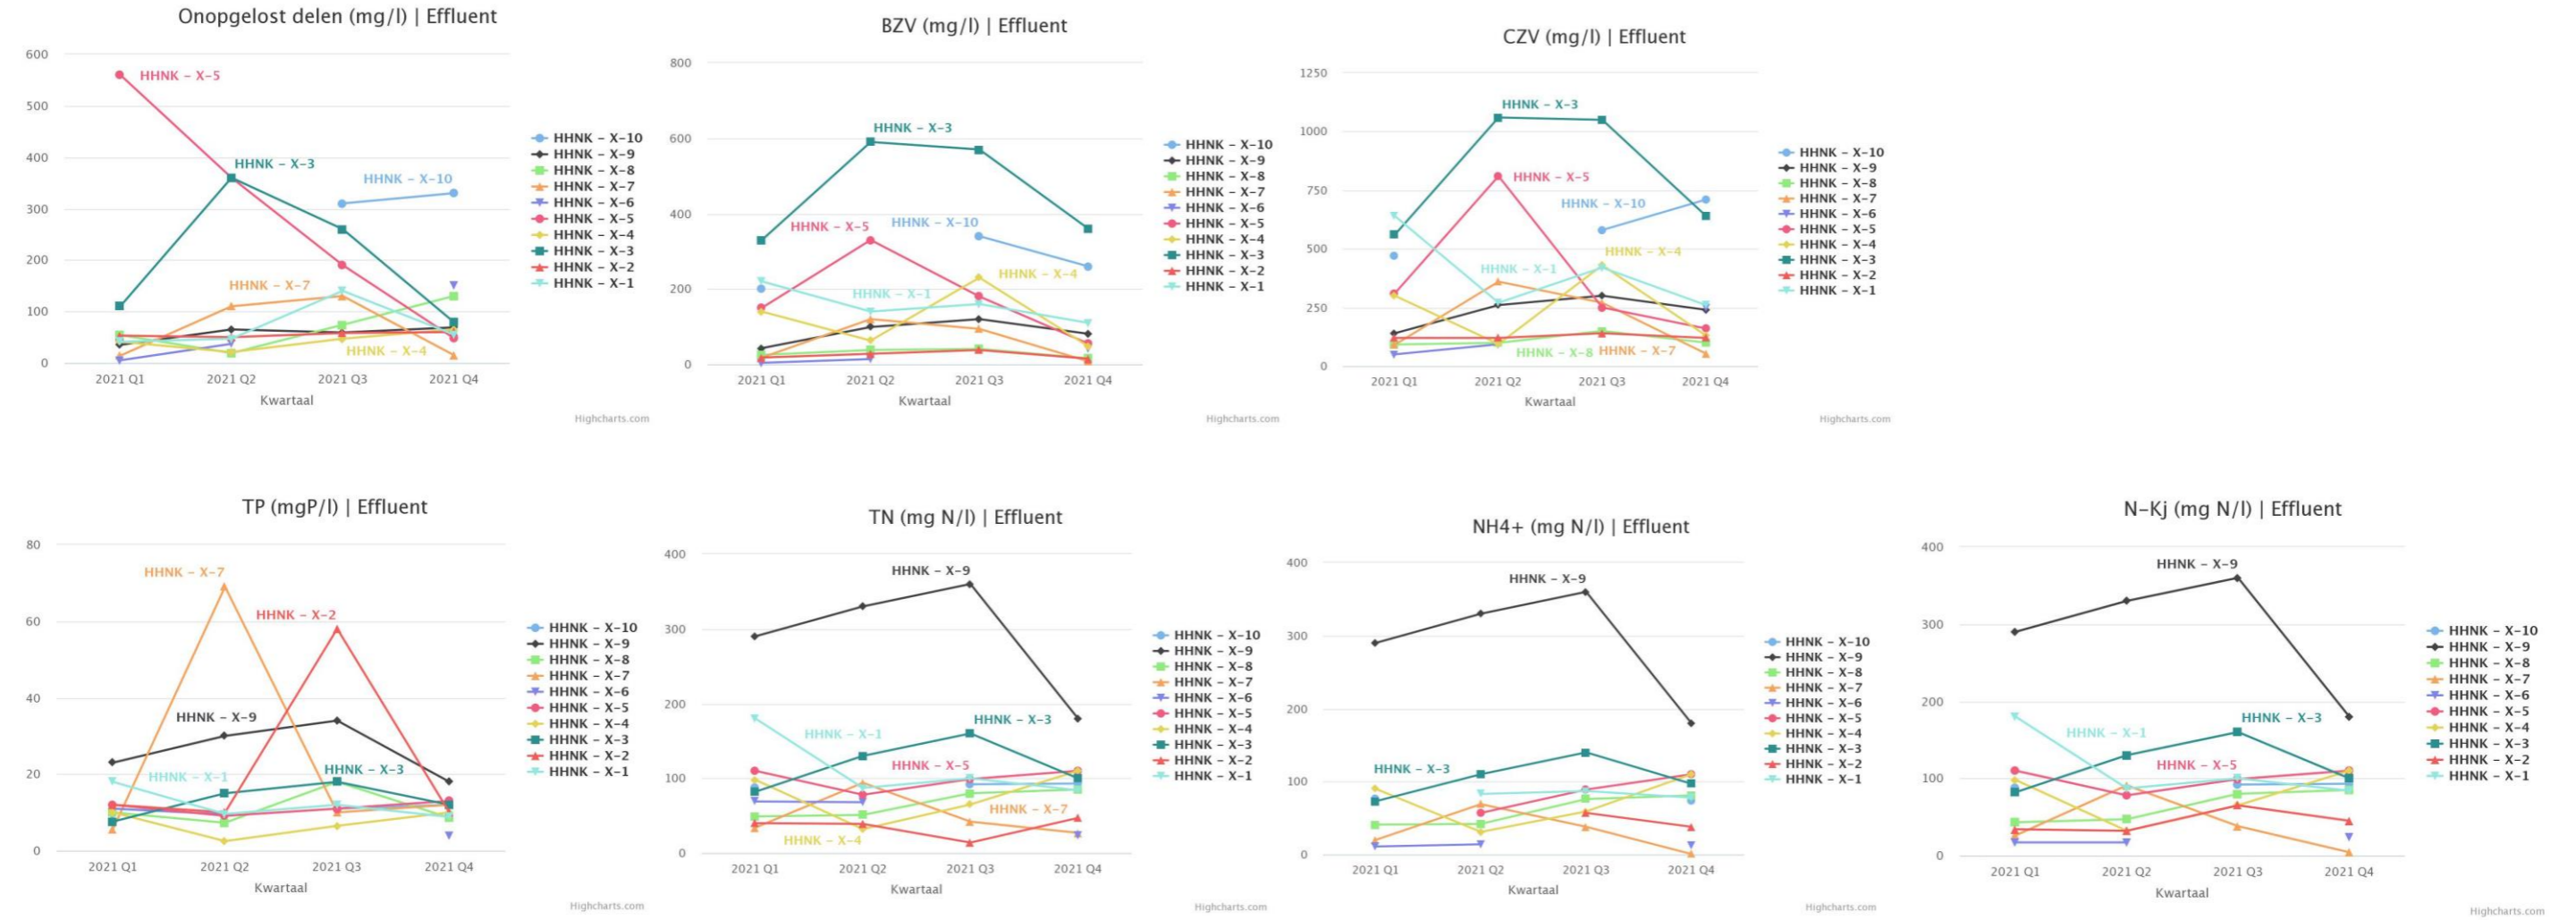 Onopgelost delen (mg/l) | Effluent
600
500
400
300
200
100
0
HHNK – X–5
HHNK – X–3
HHNK – X–10
HHNK – X–7
HHNK – X–4
2021 Q1 2021 Q2 2021 Q3 2021 Q4
Kwartaal
HHNK – X–10
HHNK – X–9
HHNK – X–8
HHNK – X–7
HHNK – X–6
HHNK – X–5
HHNK – X–4
HHNK – X–3
HHNK – X–2
HHNK – X–1
Highcharts.com
BZV (mg/l) | Effluent
800
600
400
200
0
HHNK – X–3
HHNK – X–5
HHNK – X–10
HHNK – X–4
HHNK – X–1
2021 Q1 2021 Q2 2021 Q3 2021 Q4
Kwartaal
HHNK – X–10
HHNK – X–9
HHNK – X–8
HHNK – X–7
HHNK – X–6
HHNK – X–5
HHNK – X–4
HHNK – X–3
HHNK – X–2
HHNK – X–1
Highcharts.com
CZV (mg/l) | Effluent
1250
1000
750
500
250
0
HHNK – X–3
HHNK – X–5
HHNK – X–10
HHNK – X–4
HHNK – X–1
HHNK – X–8
HHNK – X–7
2021 Q1 2021 Q2 2021 Q3 2021 Q4
Kwartaal
HHNK – X–10
HHNK – X–9
HHNK – X–8
HHNK – X–7
HHNK – X–6
HHNK – X–5
HHNK – X–4
HHNK – X–3
HHNK – X–2
HHNK – X–1
Highcharts.com
TP (mgP/l) | Effluent
80
60
40
20
0
HHNK – X–7
HHNK – X–2
HHNK – X–9
HHNK – X–3
HHNK – X–1
2021 Q1 2021 Q2 2021 Q3 2021 Q4
Kwartaal
HHNK – X–10
HHNK – X–9
HHNK – X–8
HHNK – X–7
HHNK – X–6
HHNK – X–5
HHNK – X–4
HHNK – X–3
HHNK – X–2
HHNK – X–1
Highcharts.com
TN (mg N/l) | Effluent
400
300
200
100
0
HHNK – X–9
HHNK – X–3
HHNK – X–1
HHNK – X–5
HHNK – X–7
HHNK – X–4
2021 Q1 2021 Q2 2021 Q3 2021 Q4
Kwartaal
HHNK – X–10
HHNK – X–9
HHNK – X–8
HHNK – X–7
HHNK – X–6
HHNK – X–5
HHNK – X–4
HHNK – X–3
HHNK – X–2
HHNK – X–1
Highcharts.com
NH4+ (mg N/l) | Effluent
400
300
200
100
0
HHNK – X–9
HHNK – X–3
2021 Q1 2021 Q2 2021 Q3 2021 Q4
Kwartaal
HHNK – X–10
HHNK – X–9
HHNK – X–8
HHNK – X–7
HHNK – X–6
HHNK – X–5
HHNK – X–4
HHNK – X–3
HHNK – X–2
HHNK – X–1
Highcharts.com
N–Kj (mg N/l) | Effluent
400
300
200
100
0
HHNK – X–9
HHNK – X–3
HHNK – X–1
HHNK – X–5
2021 Q1 2021 Q2 2021 Q3 2021 Q4
Kwartaal
HHNK – X–10
HHNK – X–9
HHNK – X–8
HHNK – X–7
HHNK – X–6
HHNK – X–5
HHNK – X–4
HHNK – X–3
HHNK – X–2
HHNK – X–1
Highcharts.com